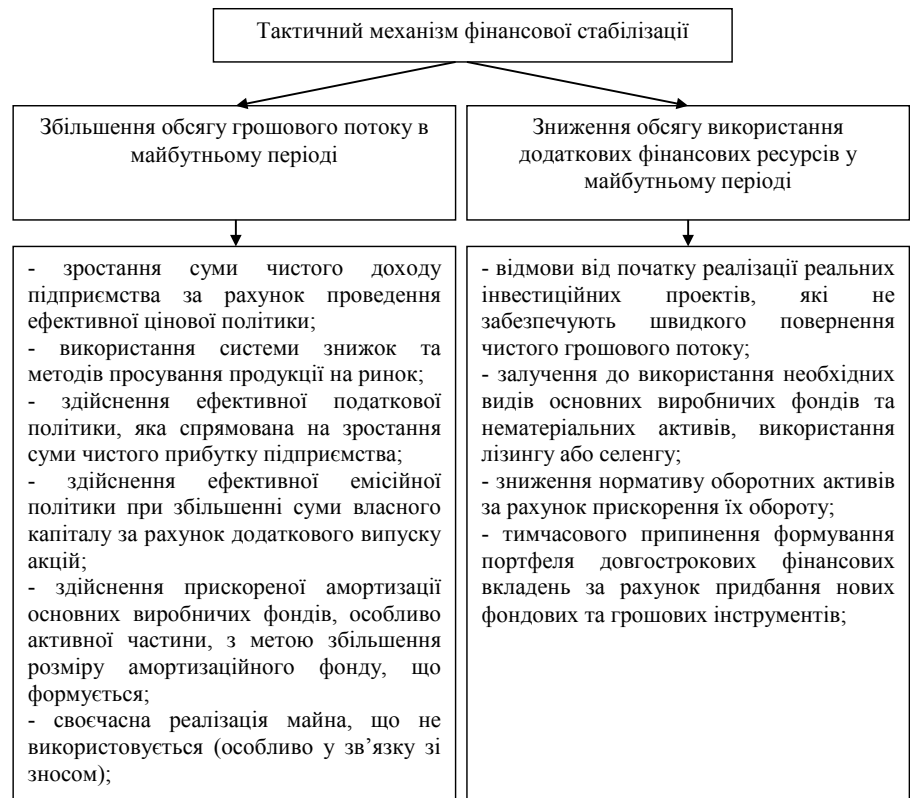 Тактичний механізм фінансової стабілізації
Збільшення обсягу грошового потоку в
майбутньому періоді
Зниження обсягу використання
додаткових фінансових ресурсів у
майбутньому періоді
- зростання суми чистого доходу
підприємства за рахунок проведення
ефективної цінової політики;
- використання системи знижок та
методів просування продукції на ринок;
- здійснення ефективної податкової
політики, яка спрямована на зростання
суми чистого прибутку підприємства;
- здійснення ефективної емісійної
політики при збільшенні суми власного
капіталу за рахунок додаткового випуску
акцій;
- здійснення прискореної амортизації
основних виробничих фондів, особливо
активної частини, з метою збільшення
розміру амортизаційного фонду, що
формується;
- своєчасна реалізація майна, що не
використовується (особливо у зв’язку зі
зносом);
- відмови від початку реалізації реальних
інвестиційних проектів, які не
забезпечують швидкого повернення
чистого грошового потоку;
- залучення до використання необхідних
видів основних виробничих фондів та
нематеріальних активів, використання
лізингу або селенгу;
- зниження нормативу оборотних активів
за рахунок прискорення їх обороту;
- тимчасового припинення формування
портфеля довгострокових фінансових
вкладень за рахунок придбання нових
фондових та грошових інструментів;